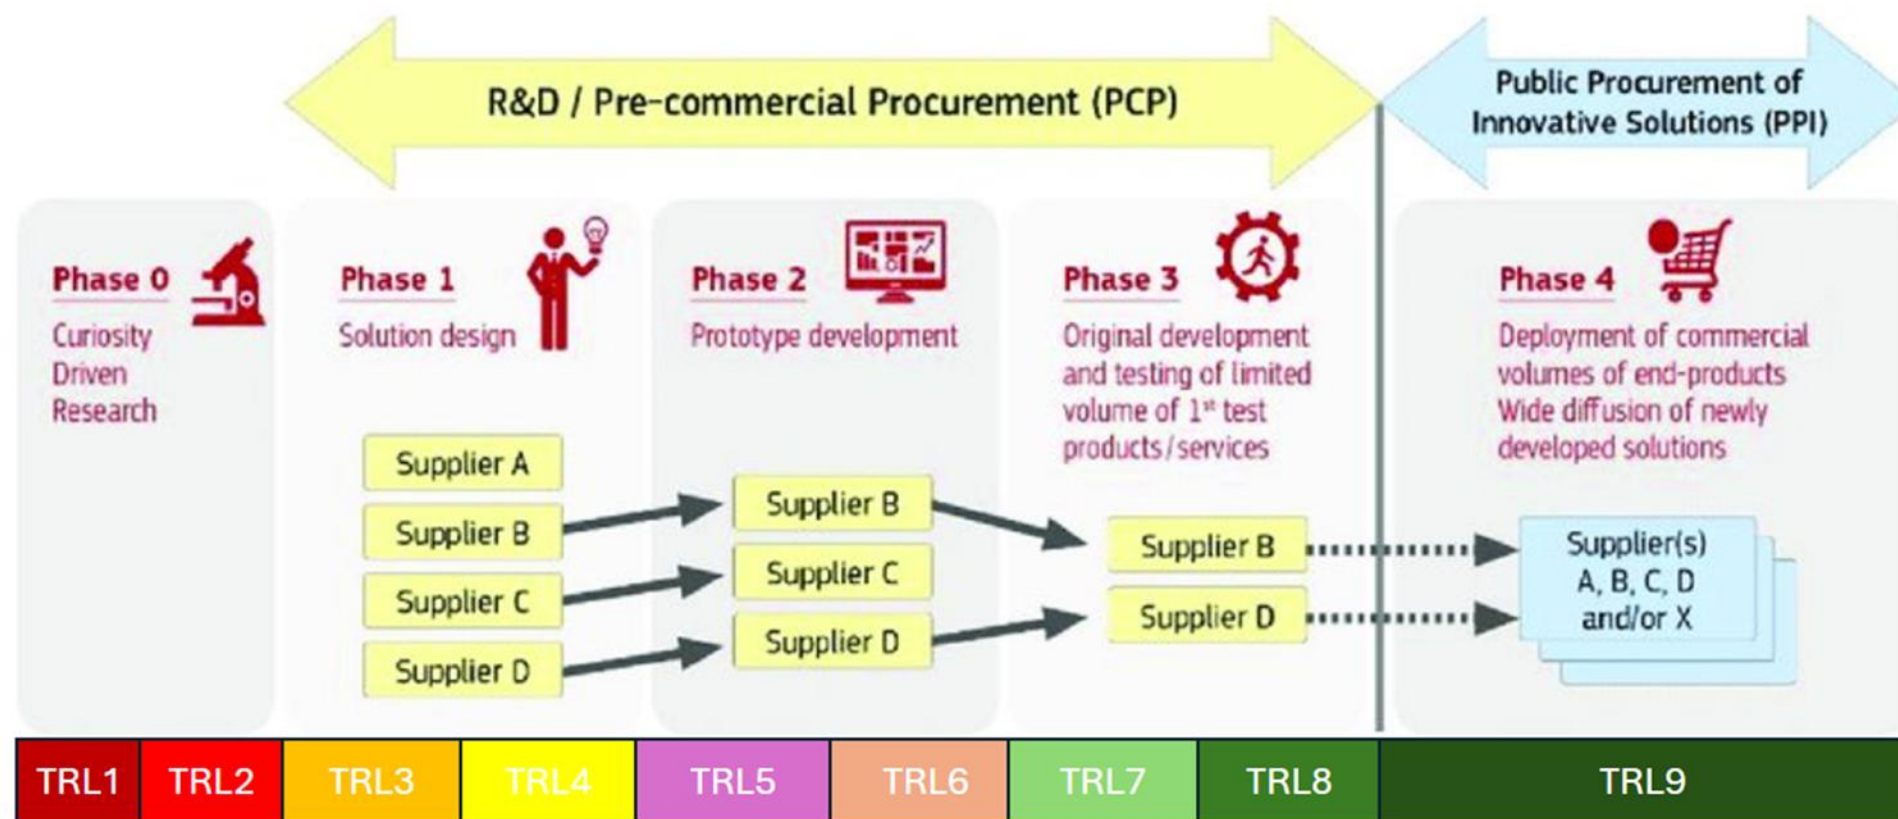 R&D / Pre-commercial Procurement (PCP)
Public Procurement of
Innovative Solutions (PPI)
Phase 0
Curiosity
Driven
Research
Phase 1
Solution design
Supplier A
Supplier B
Supplier C
Supplier D
Phase 2
Prototype development
Supplier B
Supplier C
Supplier D
Phase 3
Original development
and testing of limited
volume of 1st test
products/services
Supplier B
Supplier D
Phase 4
Deployment of commercial
volumes of end-products
Wide diffusion of newly
developed solutions
Supplier(s)
A, B, C, D
and/or X
TRL1 TRL2 TRL3 TRL4 TRL5 TRL6 TRL7 TRL8 TRL9